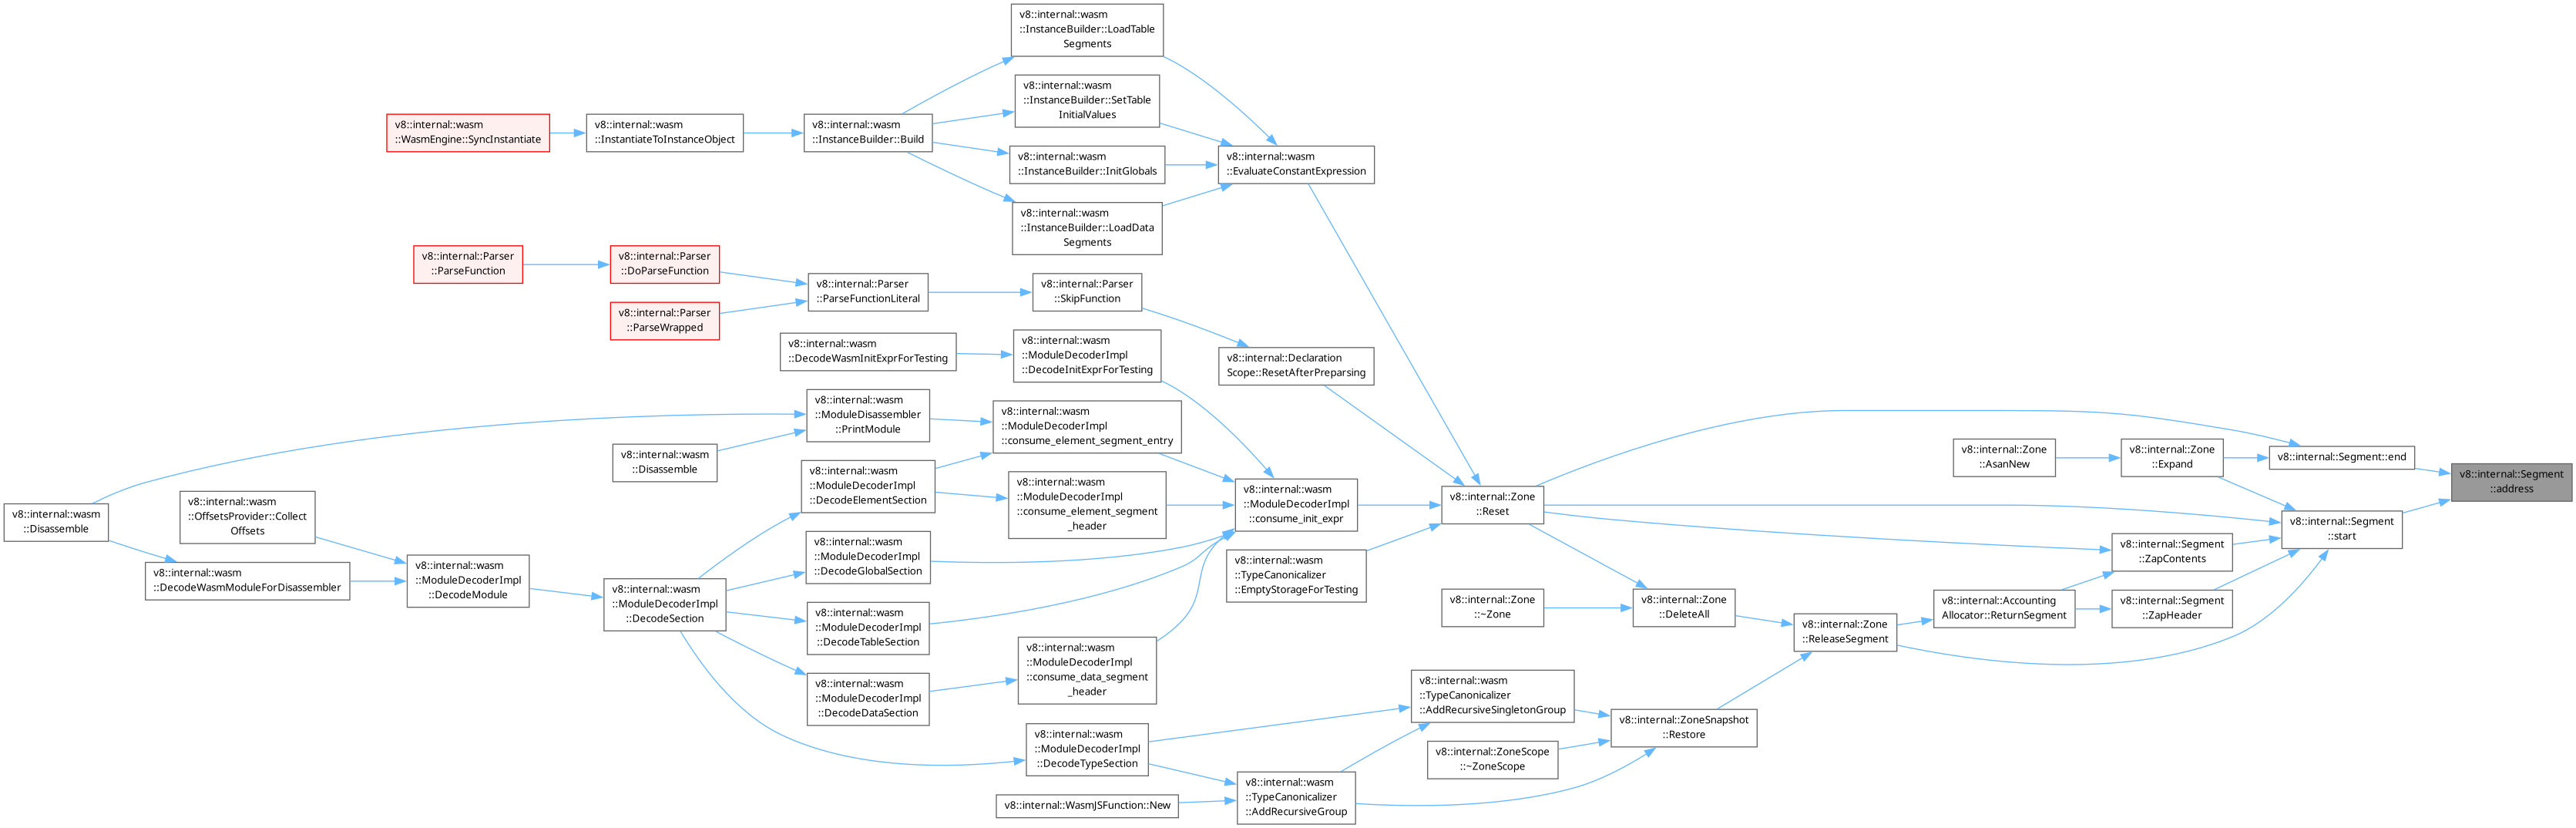 v8::internal::wasm
::InstanceBuilder::LoadTable
Segments
v8::internal::wasm
::InstanceBuilder::SetTable
InitialValues
v8::internal::wasm
::WasmEngine::SyncInstantiate
v8::internal::wasm
::InstantiateToInstanceObject
v8::internal::wasm
::InstanceBuilder::Build
v8::internal::wasm
::InstanceBuilder::InitGlobals
v8::internal::wasm
::EvaluateConstantExpression
v8::internal::wasm
::InstanceBuilder::LoadData
Segments
v8::internal::Parser
::ParseFunction
v8::internal::Parser
::DoParseFunction
v8::internal::Parser
::ParseFunctionLiteral
v8::internal::Parser
::SkipFunction
v8::internal::Parser
::ParseWrapped
v8::internal::wasm
::DecodeWasmInitExprForTesting
v8::internal::wasm
::ModuleDecoderImpl
::DecodeInitExprForTesting
v8::internal::Declaration
Scope::ResetAfterPreparsing
v8::internal::wasm
::ModuleDisassembler
::PrintModule
v8::internal::wasm
::ModuleDecoderImpl
::consume_element_segment_entry
v8::internal::wasm
::Disassemble
v8::internal::wasm
::ModuleDecoderImpl
::DecodeElementSection
v8::internal::wasm
::ModuleDecoderImpl
::consume_element_segment
_header
v8::internal::wasm
::ModuleDecoderImpl
::consume_init_expr
v8::internal::Zone
::Reset
v8::internal::Zone
::AsanNew
v8::internal::Zone
::Expand
v8::internal::Segment::end
v8::internal::Segment
::address
v8::internal::wasm
::Disassemble
v8::internal::wasm
::OffsetsProvider::Collect
Offsets
v8::internal::wasm
::DecodeWasmModuleForDisassembler
v8::internal::wasm
::ModuleDecoderImpl
::DecodeModule
v8::internal::wasm
::ModuleDecoderImpl
::DecodeSection
v8::internal::wasm
::ModuleDecoderImpl
::DecodeGlobalSection
v8::internal::wasm
::TypeCanonicalizer
::EmptyStorageForTesting
v8::internal::Segment
::start
v8::internal::Segment
::ZapContents
v8::internal::wasm
::ModuleDecoderImpl
::DecodeTableSection
v8::internal::Zone
::~Zone
v8::internal::Zone
::DeleteAll
v8::internal::Zone
::ReleaseSegment
v8::internal::Accounting
Allocator::ReturnSegment
v8::internal::Segment
::ZapHeader
v8::internal::wasm
::ModuleDecoderImpl
::DecodeDataSection
v8::internal::wasm
::ModuleDecoderImpl
::consume_data_segment
_header
v8::internal::wasm
::TypeCanonicalizer
::AddRecursiveSingletonGroup
v8::internal::ZoneSnapshot
::Restore
v8::internal::wasm
::ModuleDecoderImpl
::DecodeTypeSection
v8::internal::ZoneScope
::~ZoneScope
v8::internal::WasmJSFunction::New
v8::internal::wasm
::TypeCanonicalizer
::AddRecursiveGroup